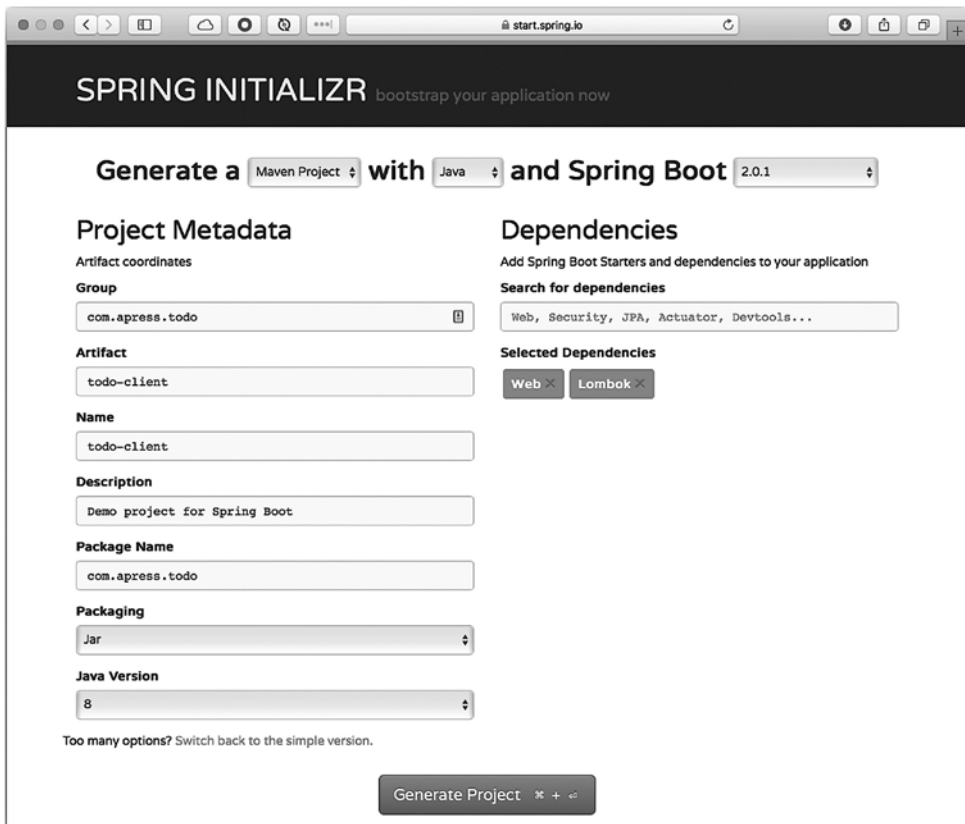 start.spring.io
SPRING INITIALIZR bootstrap your application now
Generate a Maven Project with Java and Spring Boot 2.0.1
Project Metadata
Artifact coordinates
Group
com.apress.todo
Artifact
todo-client
Name
todo-client
Description
Demo project for Spring Boot
Package Name
com.apress.todo
Packaging
Jar
Java Version
8
Too many options? Switch back to the simple version.
Dependencies
Add Spring Boot Starters and dependencies to your application
Search for dependencies
Web, Security, JPA, Actuator, Devtools...
Selected Dependencies
Web ×
Lombok ×
Generate Project ⌘ + ⏎